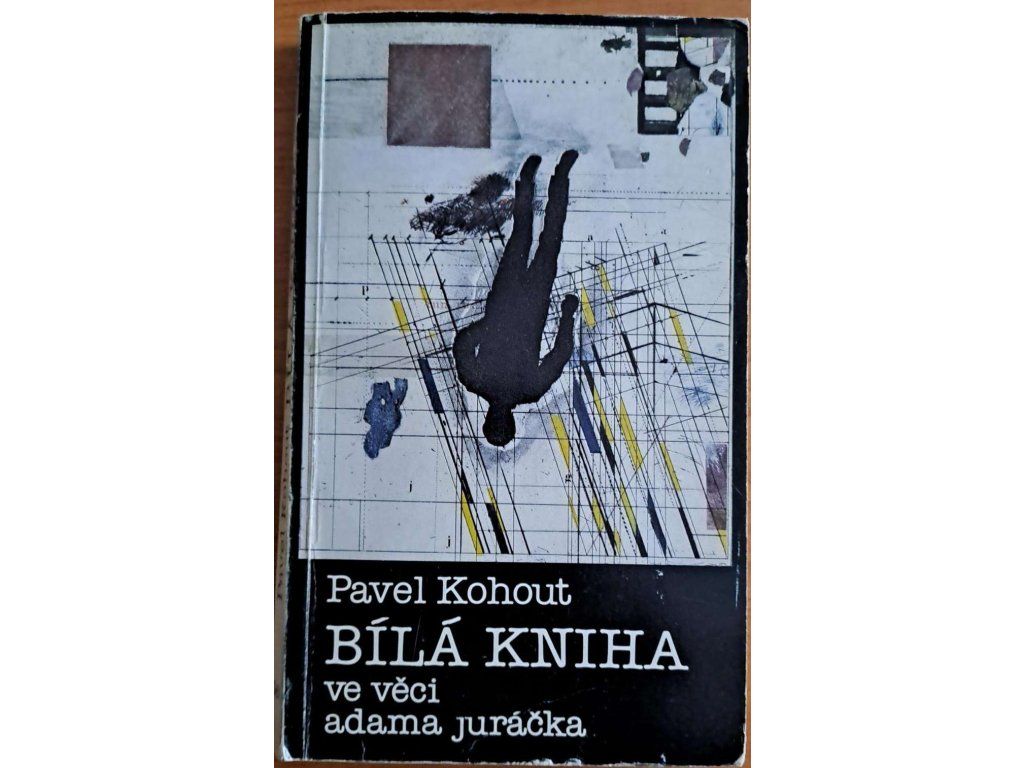 Pavel Kohout
BÍLÁ KNIHA
ve věci
adama juráčka